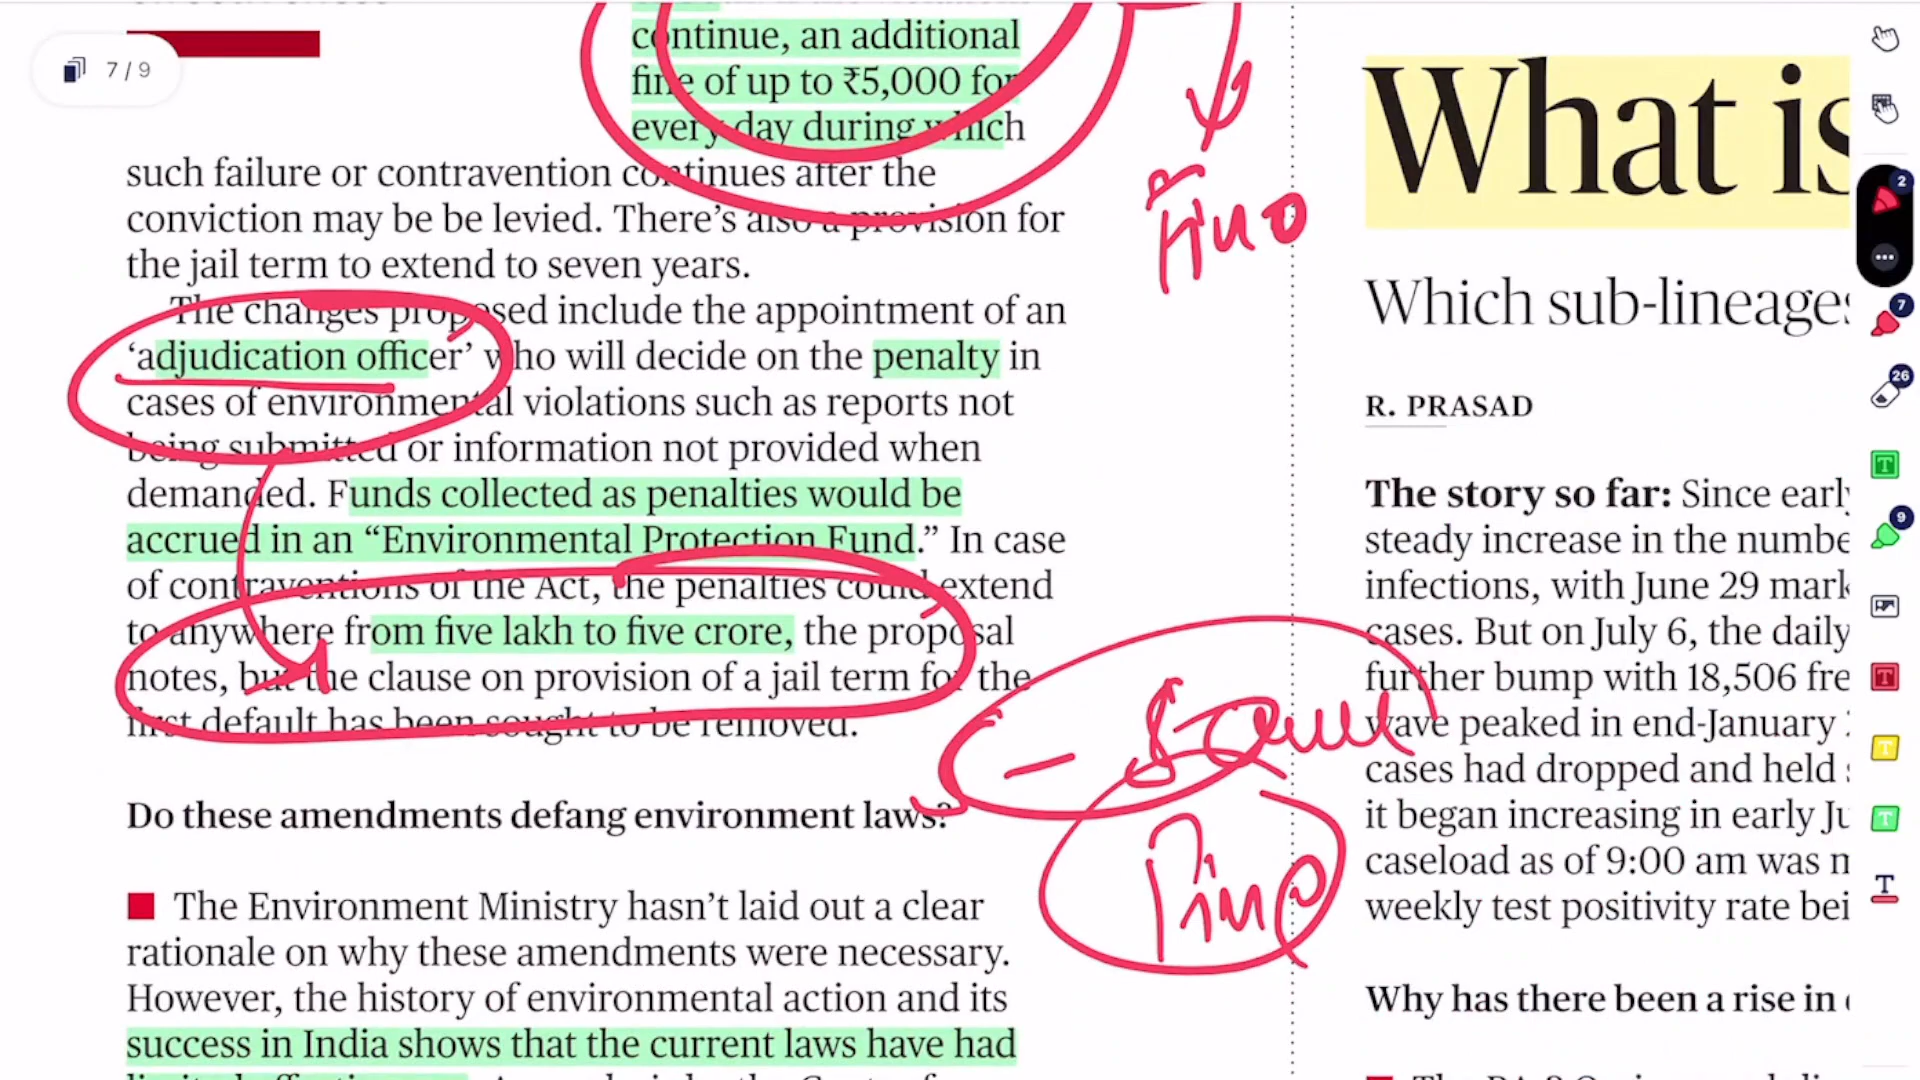 7 / 9
continue, an additional
fine of up to ₹5,000 for
every day during which
such failure or contravention continues after the
conviction may be be levied. There’s also a provision for
the jail term to extend to seven years.
The changes proposed include the appointment of an
‘adjudication officer’ who will decide on the penalty in
cases of environmental violations such as reports not
being submitted or information not provided when
demanded. Funds collected as penalties would be
accrued in an “Environmental Protection Fund.” In case
of contraventions of the Act, the penalties could extend
to anywhere from five lakh to five crore, the proposal
notes, but the clause on provision of a jail term for the
first default has been sought to be removed.
Do these amendments defang environment laws?
The Environment Ministry hasn’t laid out a clear
rationale on why these amendments were necessary.
However, the history of environmental action and its
success in India shows that the current laws have had
Fine
Fine
What is
Which sub-lineages
R. PRASAD
The story so far: Since early
steady increase in the numbe
infections, with June 29 mark
cases. But on July 6, the daily
further bump with 18,506 fre
wave peaked in end-January
cases had dropped and held
it began increasing in early Ju
caseload as of 9:00 am was m
weekly test positivity rate bei
Why has there been a rise in
2
7
26
9